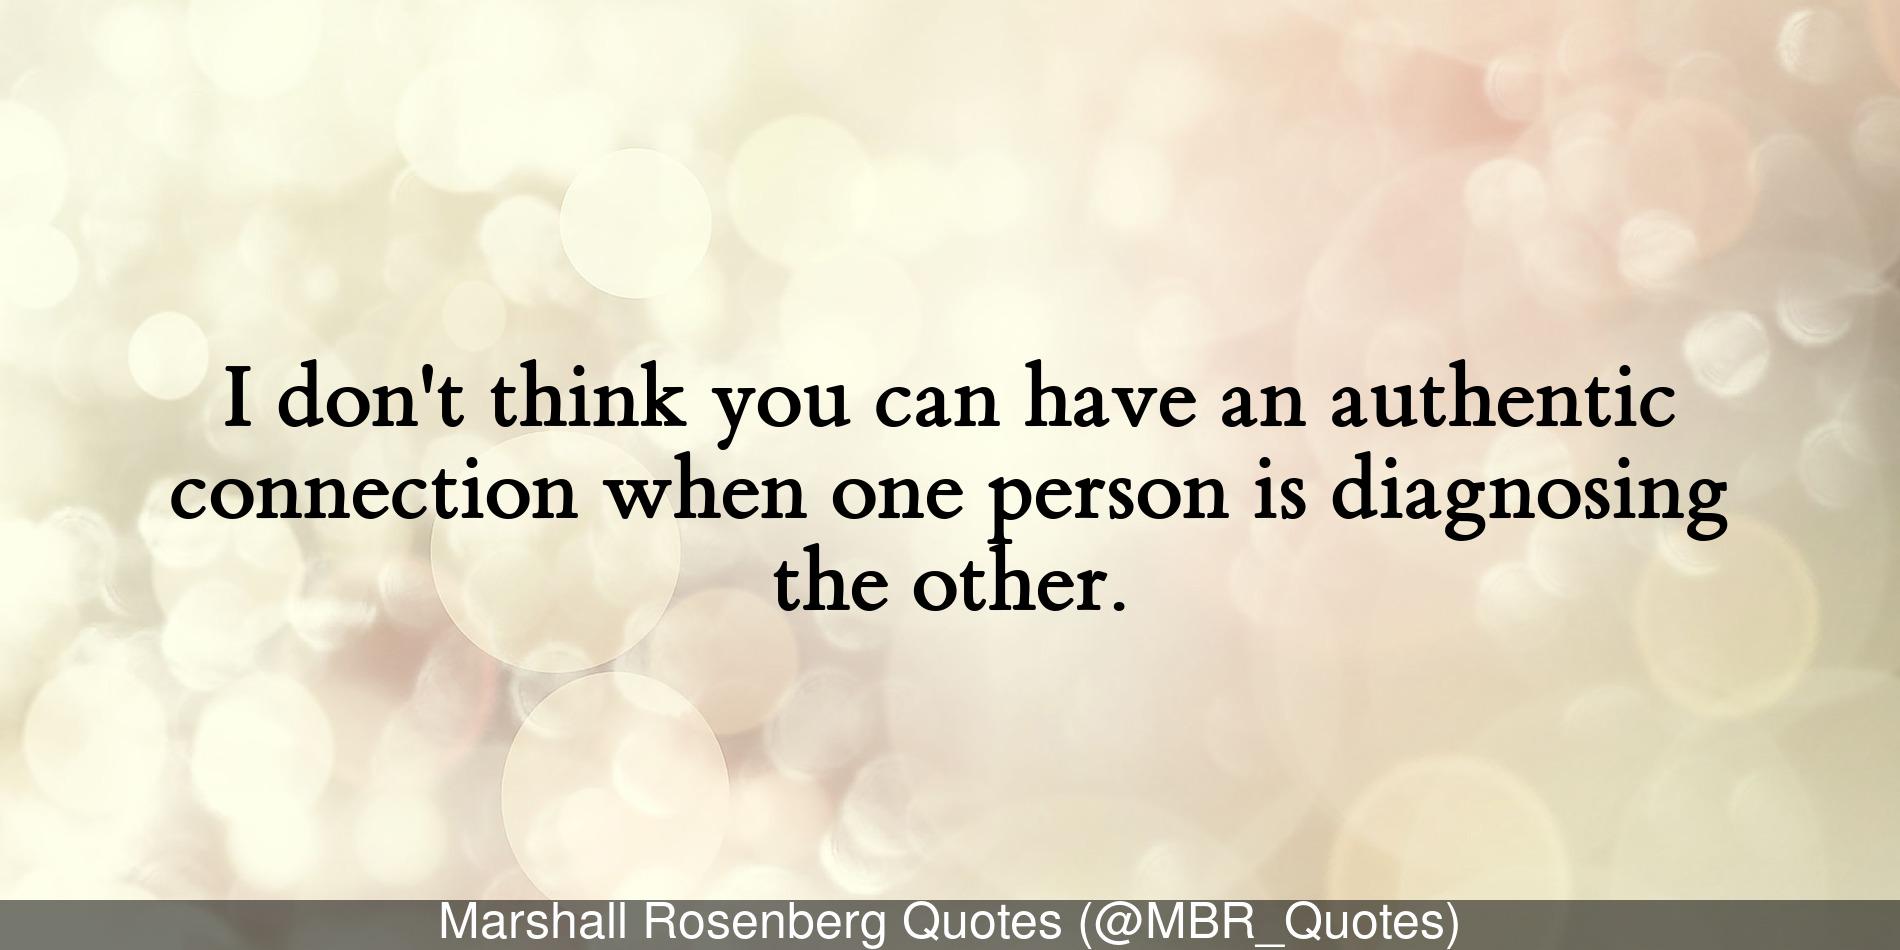 I don't think you can have an authentic
connection when one person is diagnosing
the other.
Marshall Rosenberg Quotes (@MBR_Quotes)